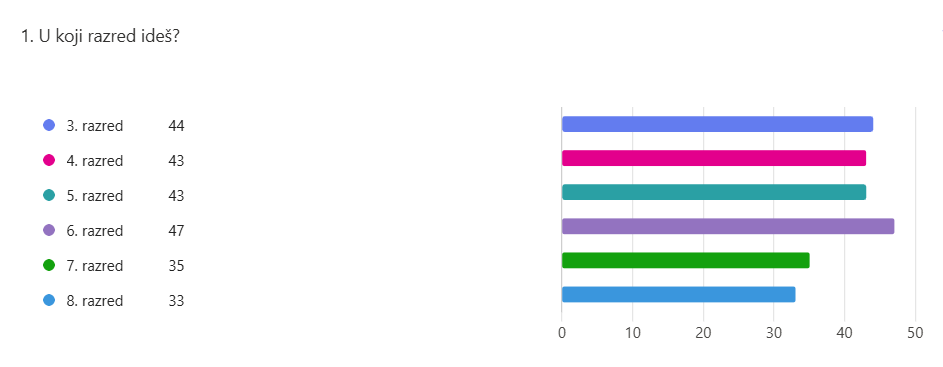 1. U koji razred ideš?
3. razred 44
4. razred 43
5. razred 43
6. razred 47
7. razred 35
8. razred 33
0 10 20 30 40 50